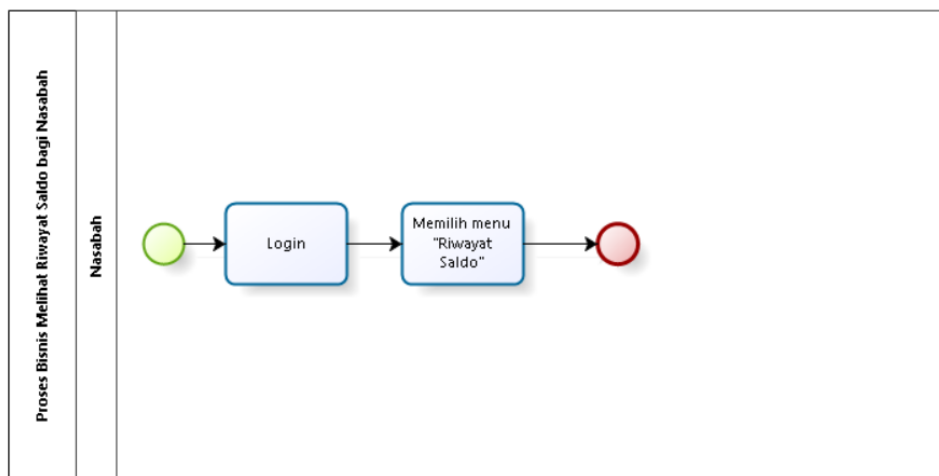 Proses Bisnis Melihat Riwayat Saldo bagi Nasabah
Nasabah
Login
Memilih menu
"Riwayat
Saldo"